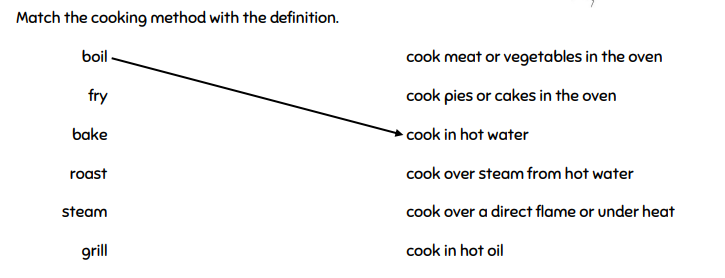 Match the cooking method with the definition.
boil cook meat or vegetables in the oven
fry cook pies or cakes in the oven
bake cook in hot water
roast cook over steam from hot water
steam cook over a direct flame or under heat
grill cook in hot oil